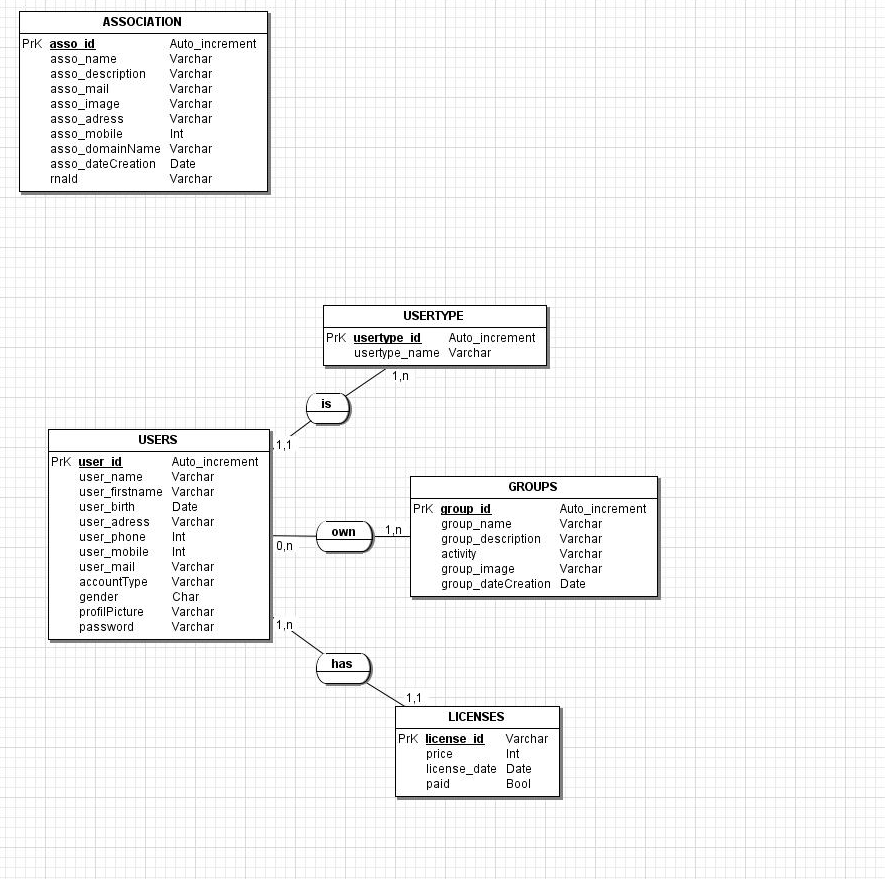 ASSOCIATION
PrK asso_id Auto_increment
asso_name Varchar
asso_description Varchar
asso_mail Varchar
asso_image Varchar
asso_adress Varchar
asso_mobile Int
asso_domainName Varchar
asso_dateCreation Date
rnaId Varchar
USERTYPE
PrK usertype_id Auto_increment
usertype_name Varchar
1,n
is
1,1
USERS
PrK user_id Auto_increment
user_name Varchar
user_firstname Varchar
user_birth Date
user_adress Varchar
user_phone Int
user_mobile Int
user_mail Varchar
accountType Varchar
gender Char
profilPicture Varchar
password Varchar
0,n
own
1,n
GROUPS
PrK group_id Auto_increment
group_name Varchar
group_description Varchar
activity Varchar
group_image Varchar
group_dateCreation Date
1,n
has
1,1
LICENSES
PrK license_id Varchar
price Int
license_date Date
paid Bool